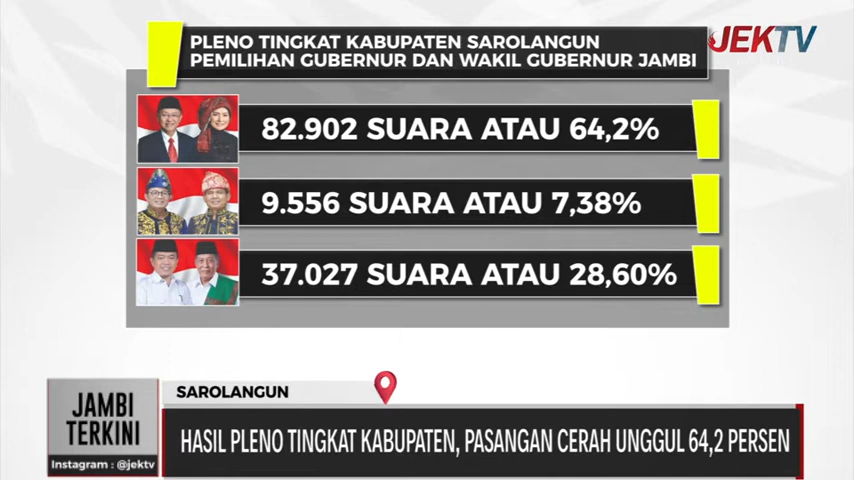 PLENO TINGKAT KABUPATEN SAROLANGUN
PEMILIHAN GUBERNUR DAN WAKIL GUBERNUR JAMBI
JEKTV
82.902 SUARA ATAU 64,2%
9.556 SUARA ATAU 7,38%
37.027 SUARA ATAU 28,60%
JAMBI
TERKINI
Instagram : @jektv
SAROLANGUN
HASIL PLENO TINGKAT KABUPATEN, PASANGAN CERAH UNGGUL 64,2 PERSEN